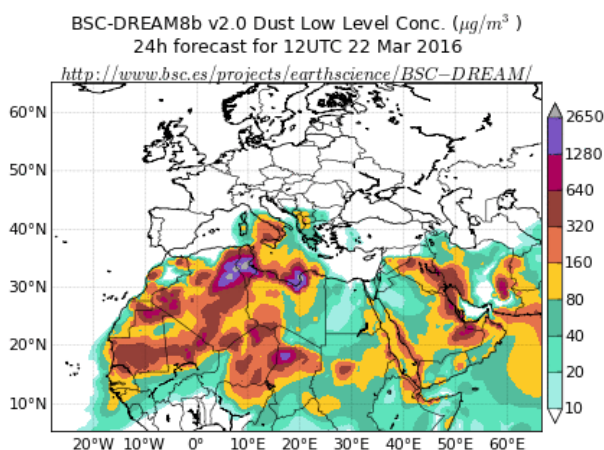 BSC-DREAM8b v2.0 Dust Low Level Conc. (μg/m³ )
24h forecast for 12UTC 22 Mar 2016
http://www.bsc.es/projects/earthscience/BSC−DREAM/
60°N
50°N
40°N
30°N
20°N
10°N
20°W 10°W 0° 10°E 20°E 30°E 40°E 50°E 60°E
2650
1280
640
320
160
80
40
20
10